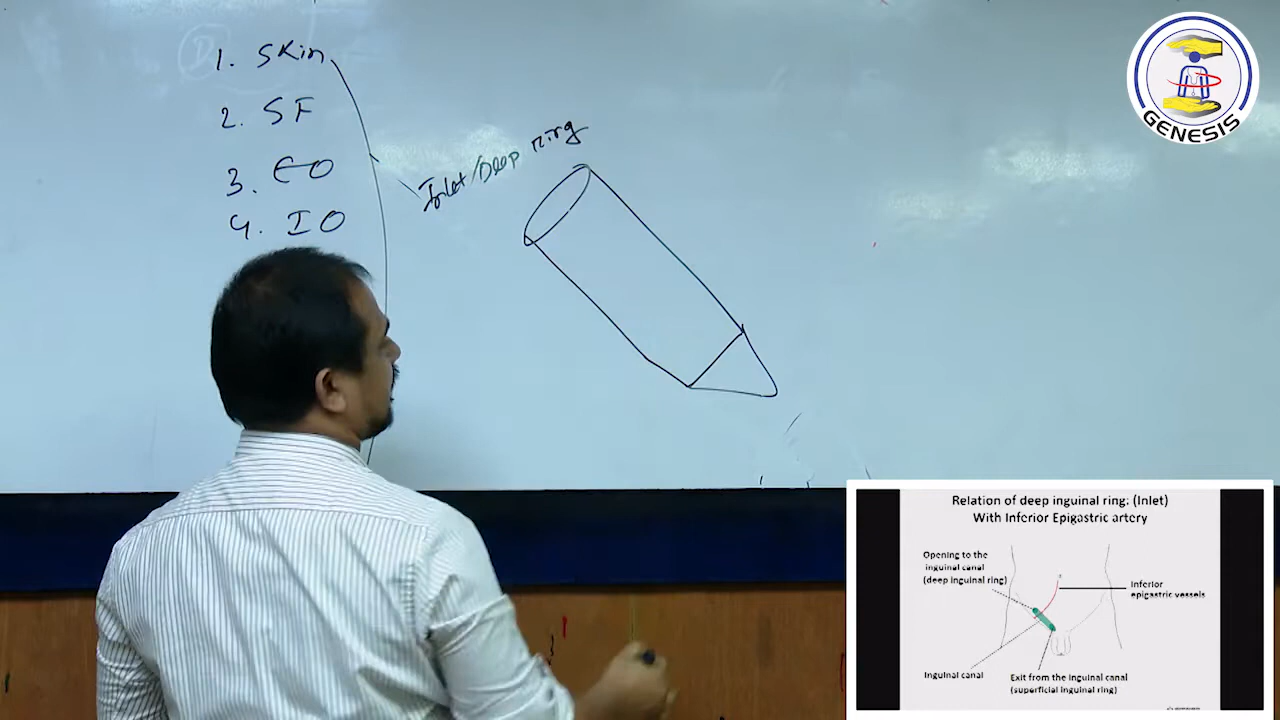 1. Skin
2. SF
3. EO
4. IO
Inlet/Deep ring
GENESIS
Relation of deep inguinal ring: (Inlet)
With Inferior Epigastric artery
Opening to the
inguinal canal
(deep inguinal ring)
Inferior
epigastric vessels
Inguinal canal
Exit from the inguinal canal
(superficial inguinal ring)